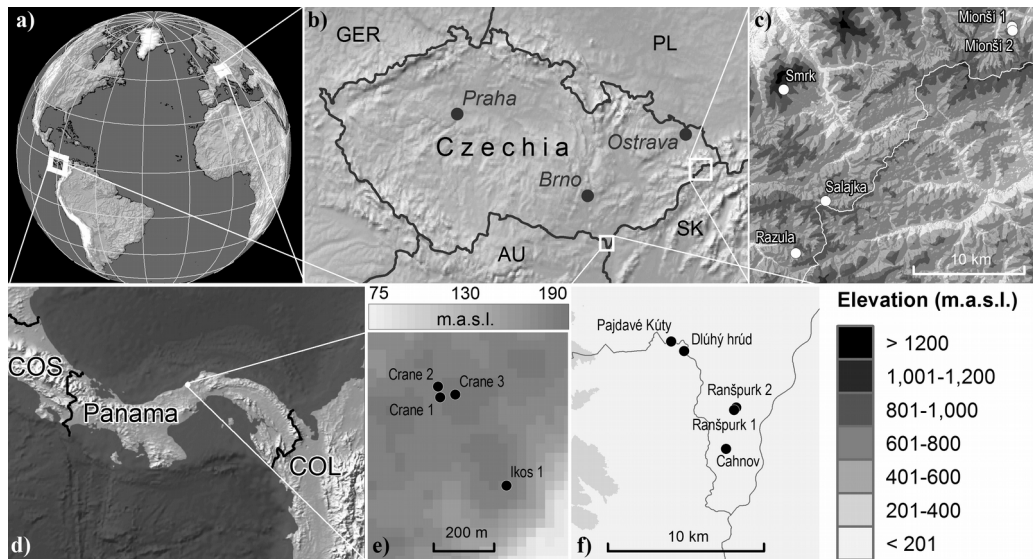 a)
b)
GER
PL
Praha
Czechia
Ostrava
Brno
AU
SK
c)
Mionší 1
Mionší 2
Smrk
Salajka
Razula
10 km
COS
Panama
COL
d)
75 130 190
m.a.s.l.
Crane 2
Crane 3
Crane 1
Ikos 1
200 m
e)
Pajdavé Kúty
Dlúhý hrúd
Ranšpurk 2
Ranšpurk 1
Cahnov
10 km
f)
Elevation (m.a.s.l.)
> 1200
1,001-1,200
801-1,000
601-800
401-600
201-400
< 201